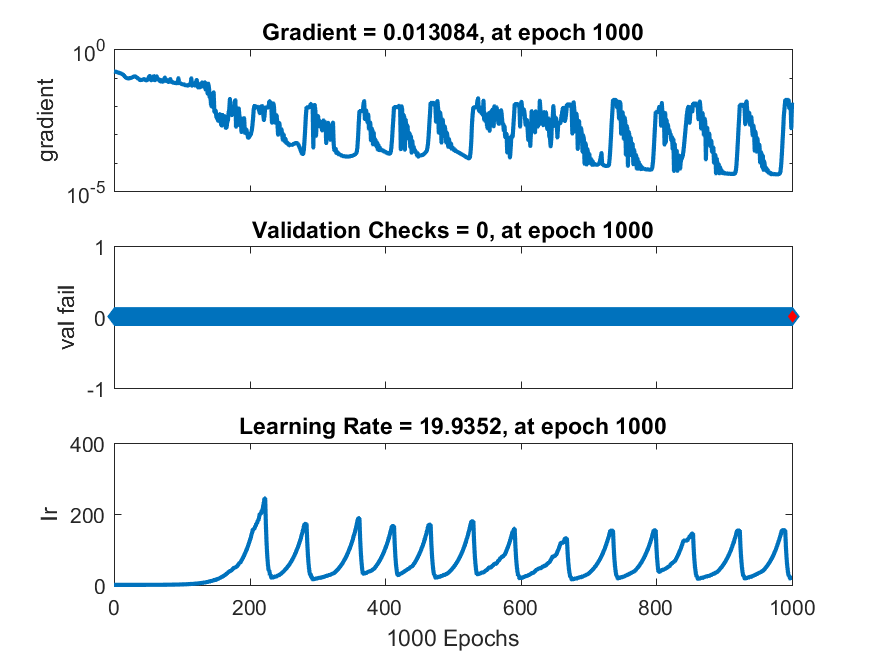 Gradient = 0.013084, at epoch 1000
10^0
gradient
10^-5
Validation Checks = 0, at epoch 1000
1
val fail
0
-1
Learning Rate = 19.9352, at epoch 1000
400
lr
200
0
0 200 400 600 800 1000
1000 Epochs